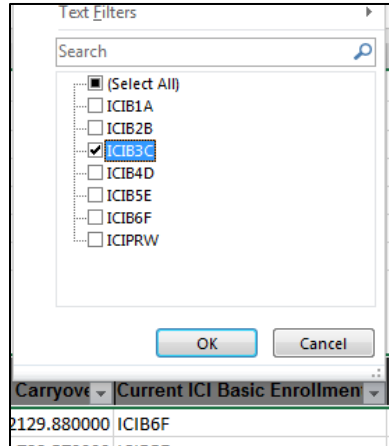 Text Filters
Search
(Select All)
ICIB1A
ICIB2B
ICIB3C
ICIB4D
ICIB5E
ICIB6F
ICIPRW
OK Cancel
Carryove Current ICI Basic Enrollmen
2129.880000 ICIB6F